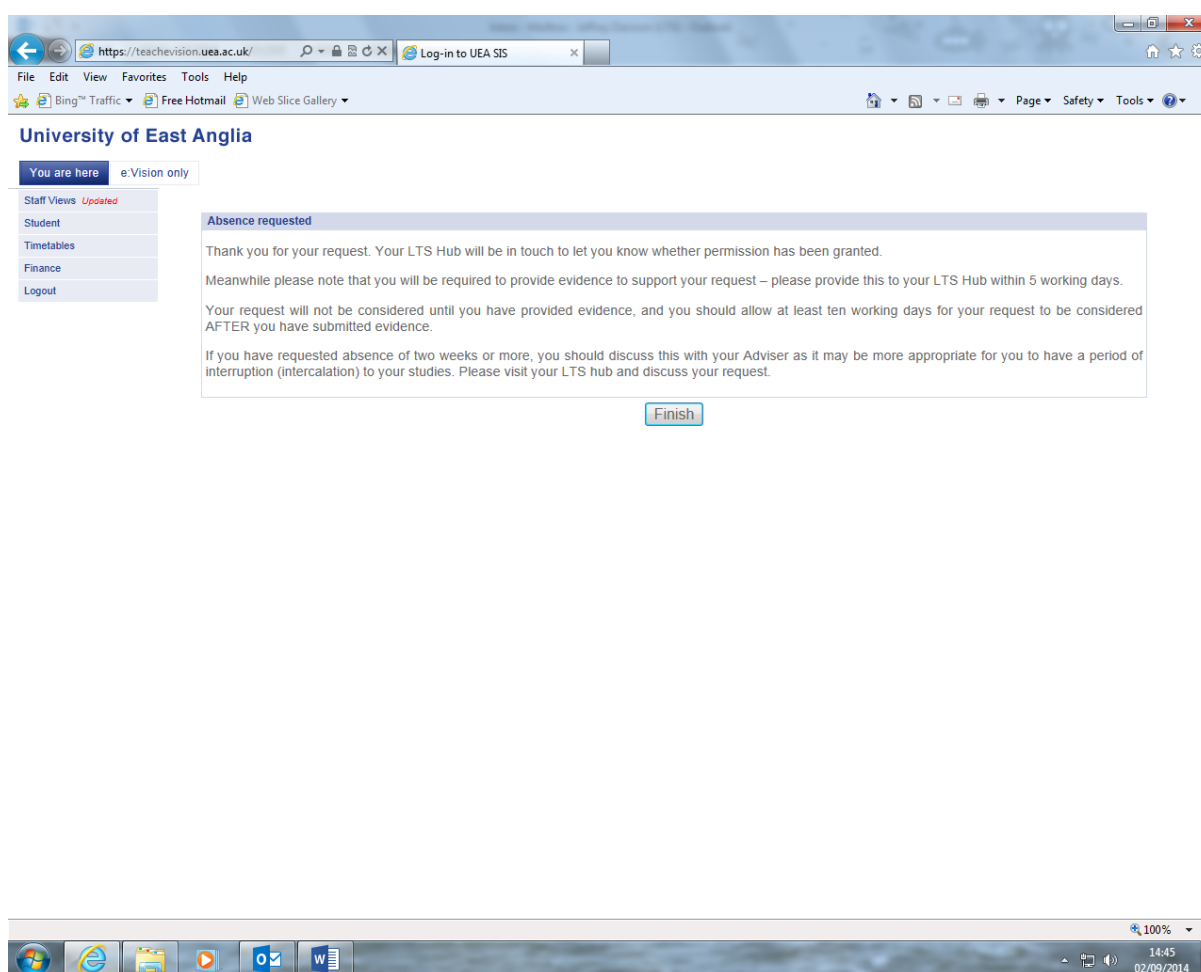 https://teachevision.uea.ac.uk/
Log-in to UEA SIS
File Edit View Favorites Tools Help
Bing™ Traffic Free Hotmail Web Slice Gallery Page Safety Tools
University of East Anglia
You are here e:Vision only
Staff Views Updated
Student
Timetables
Finance
Logout
Absence requested
Thank you for your request. Your LTS Hub will be in touch to let you know whether permission has been granted.
Meanwhile please note that you will be required to provide evidence to support your request – please provide this to your LTS Hub within 5 working days.
Your request will not be considered until you have provided evidence, and you should allow at least ten working days for your request to be considered
AFTER you have submitted evidence.
If you have requested absence of two weeks or more, you should discuss this with your Adviser as it may be more appropriate for you to have a period of
interruption (intercalation) to your studies. Please visit your LTS hub and discuss your request.
Finish
100%
14:45
02/09/2014